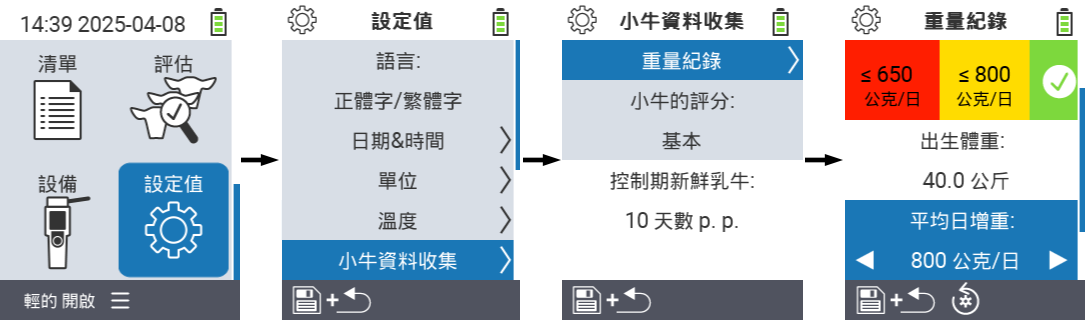 14:39 2025-04-08
清單
評估
設備
設定值
輕的 開啟
設定值
語言:
正體字/繁體字
日期&時間
單位
溫度
小牛資料收集
+
小牛資料收集
重量紀錄
小牛的評分:
基本
控制期新鮮乳牛:
10 天數 p. p.
+
重量紀錄
≤ 650
公克/日
≤ 800
公克/日
出生體重:
40.0 公斤
平均日增重:
800 公克/日
+